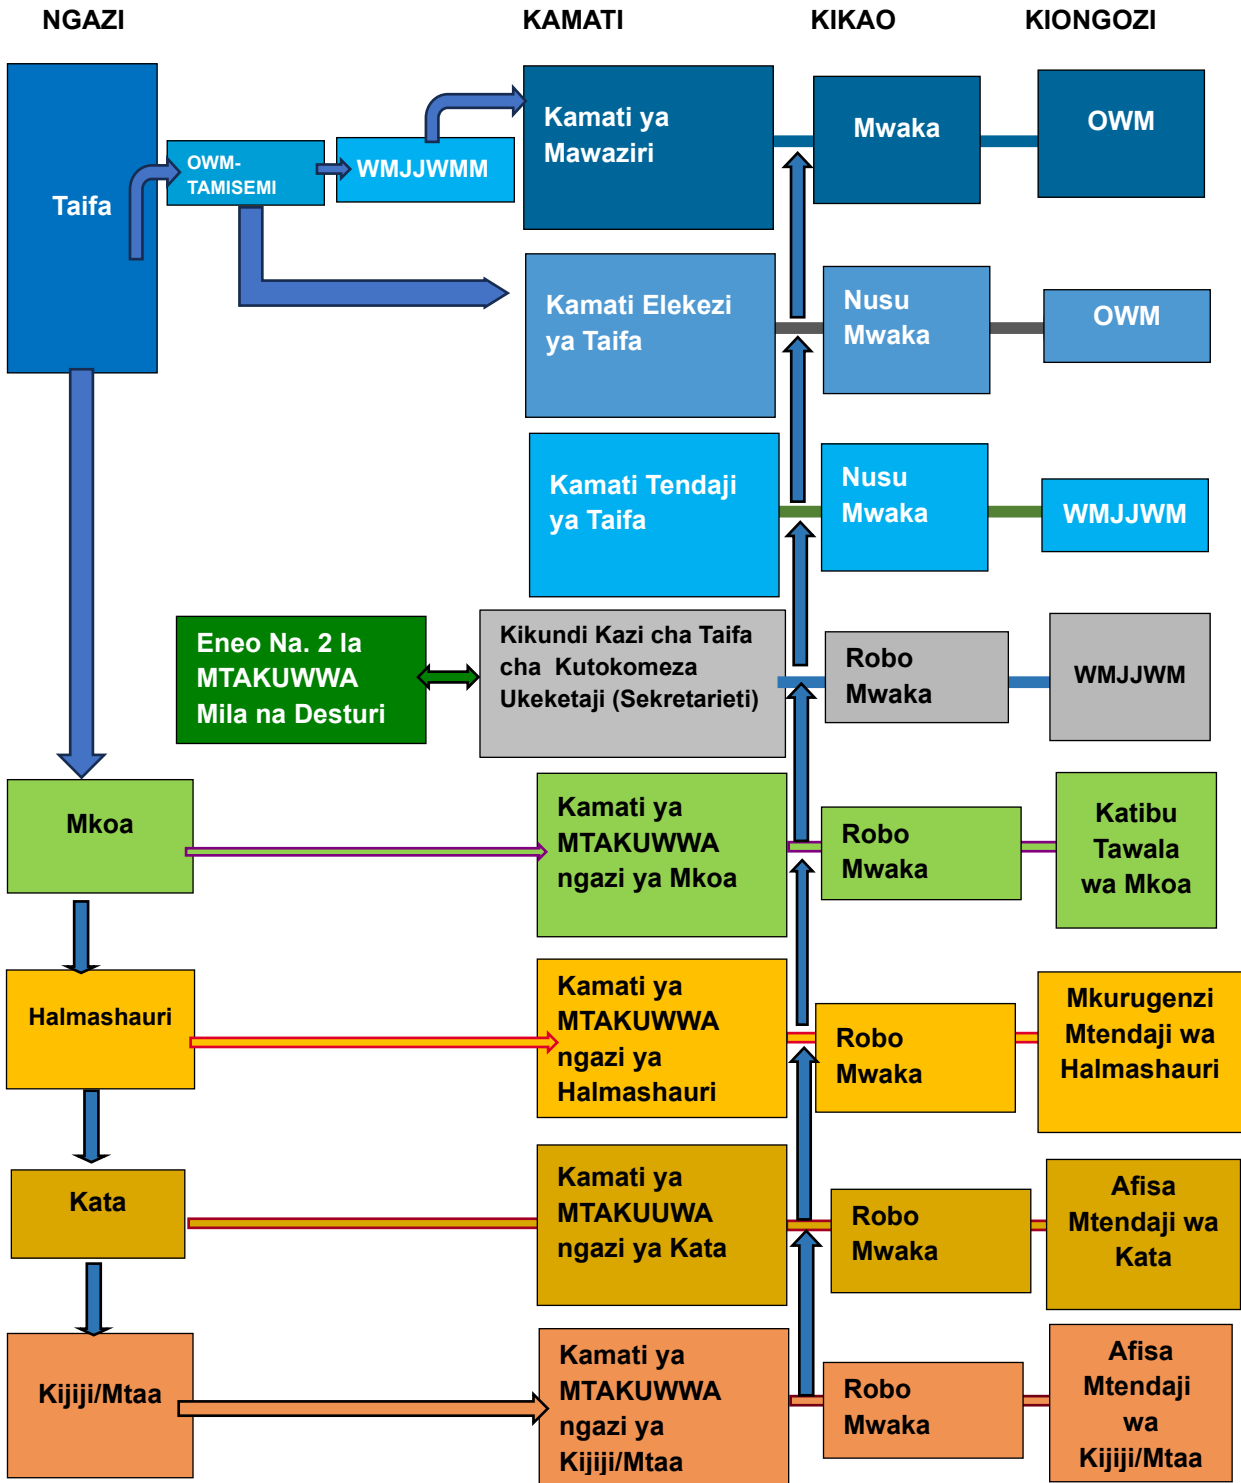 NGAZI KAMATI KIKAO KIONGOZI
Taifa
OWM-
TAMISEMI
WMJJWMM
Kamati ya
Mawaziri
Mwaka
OWM
Kamati Elekezi
ya Taifa
Nusu
Mwaka
OWM
Kamati Tendaji
ya Taifa
Nusu
Mwaka
WMJJWM
Eneo Na. 2 la
MTAKUWWA
Mila na Desturi
Kikundi Kazi cha Taifa
cha Kutokomeza
Ukeketaji (Sekretarieti)
Robo
Mwaka
WMJJWM
Mkoa
Kamati ya
MTAKUWWA
ngazi ya Mkoa
Robo
Mwaka
Katibu
Tawala
wa Mkoa
Halmashauri
Kamati ya
MTAKUWWA
ngazi ya
Halmashauri
Robo
Mwaka
Mkurugenzi
Mtendaji wa
Halmashauri
Kata
Kamati ya
MTAKUUWA
ngazi ya Kata
Robo
Mwaka
Afisa
Mtendaji wa
Kata
Kijiji/Mtaa
Kamati ya
MTAKUWWA
ngazi ya
Kijiji/Mtaa
Robo
Mwaka
Afisa
Mtendaji
wa
Kijiji/Mtaa